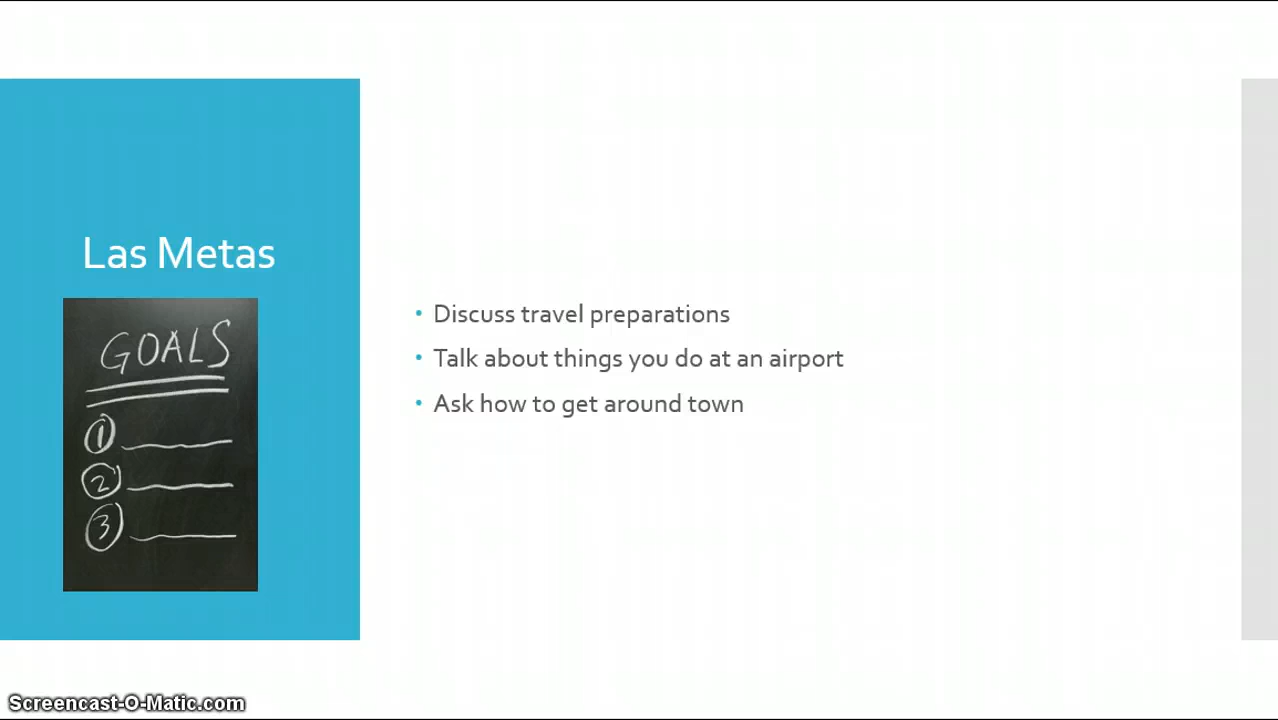 Las Metas
GOALS
1
2
3
• Discuss travel preparations
• Talk about things you do at an airport
• Ask how to get around town
Screencast-O-Matic.com